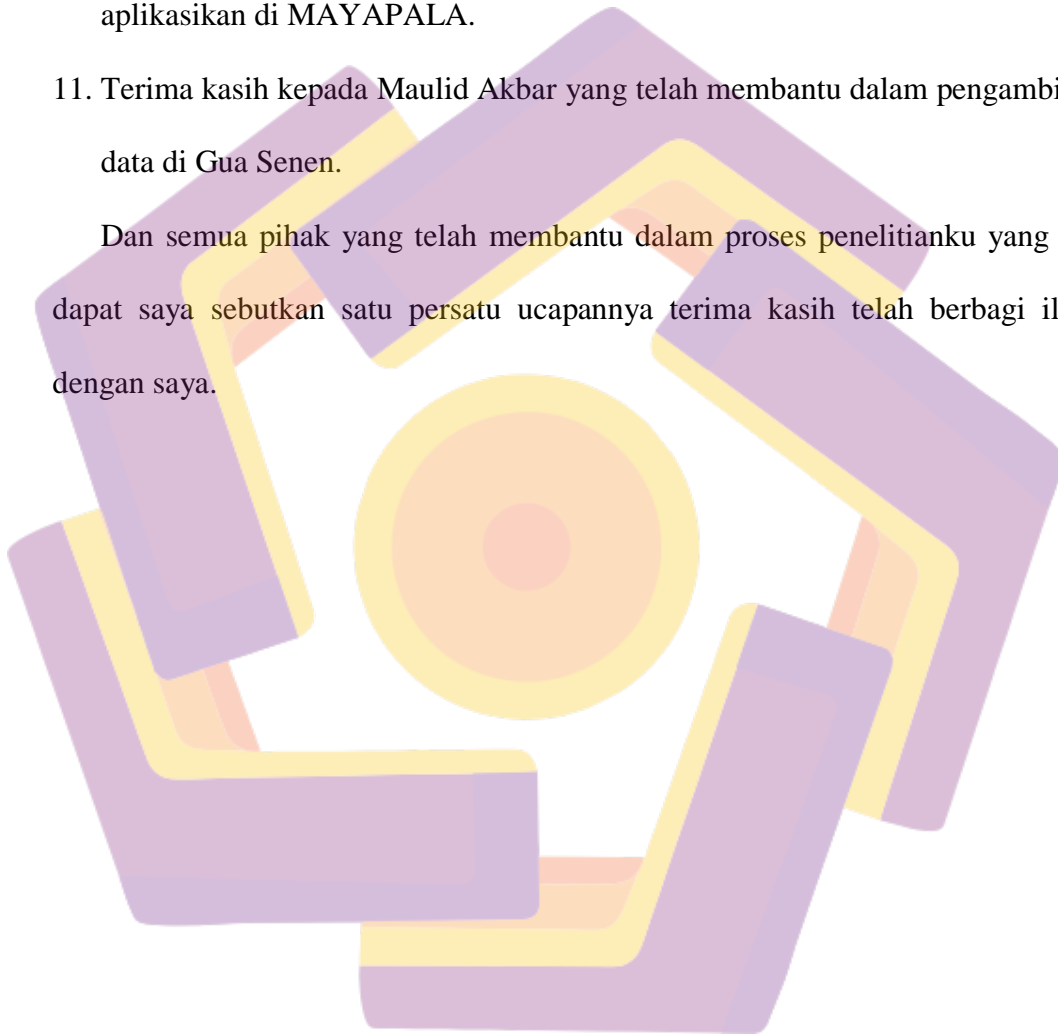 aplikasikan di MAYAPALA.
11. Terima kasih kepada Maulid Akbar yang telah membantu dalam pengambi
data di Gua Senen.
Dan semua pihak yang telah membantu dalam proses penelitianku yang
dapat saya sebutkan satu persatu ucapannya terima kasih telah berbagi il
dengan saya.